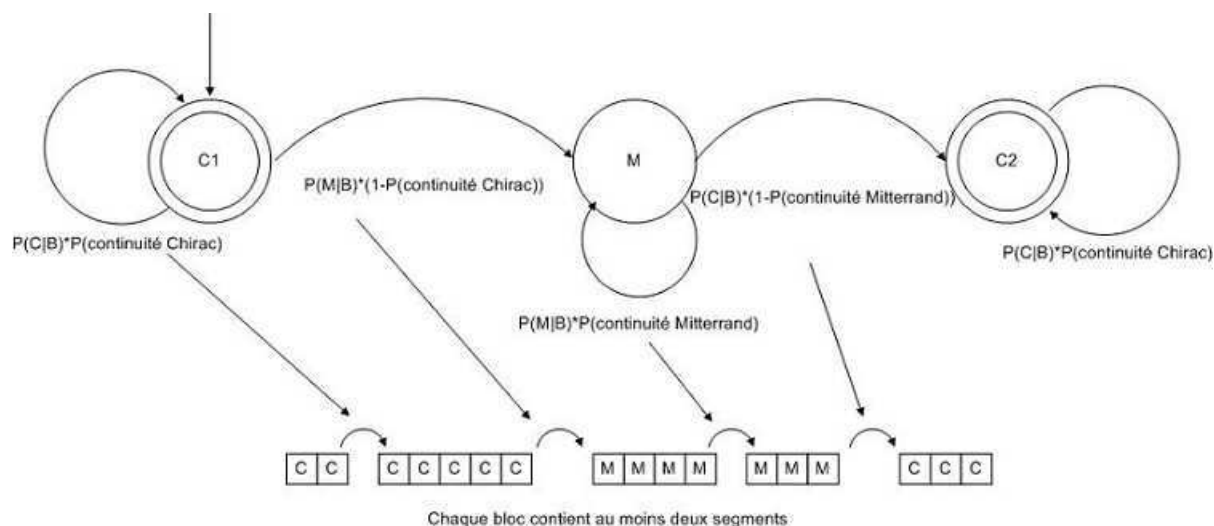 C1
M
C2
P(M|B)*(1-P(continuité Chirac))
P(C|B)*(1-P(continuité Mitterrand))
P(C|B)*P(continuité Chirac)
P(C|B)*P(continuité Chirac)
P(M|B)*P(continuité Mitterrand)
C C C C C C C M M M M M M M C C C
Chaque bloc contient au moins deux segments